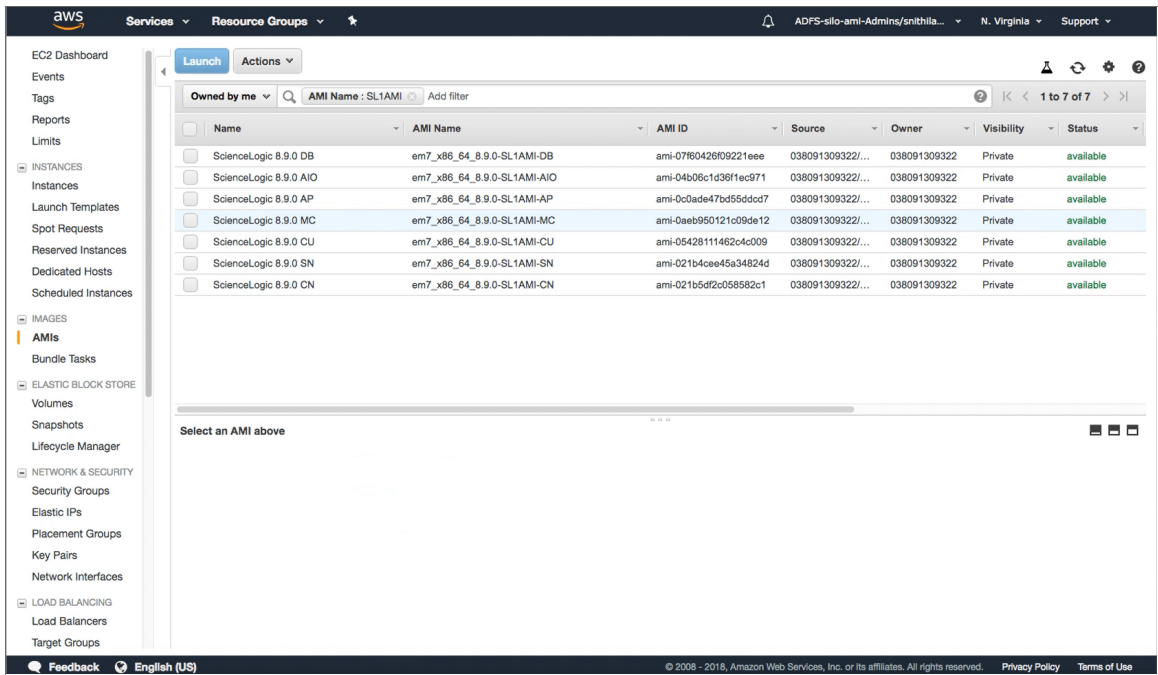 aws Services Resource Groups ADFS-silo-ami-Admins/snithila... N. Virginia Support
EC2 Dashboard
Events
Tags
Reports
Limits
INSTANCES
Instances
Launch Templates
Spot Requests
Reserved Instances
Dedicated Hosts
Scheduled Instances
IMAGES
AMIs
Bundle Tasks
ELASTIC BLOCK STORE
Volumes
Snapshots
Lifecycle Manager
NETWORK & SECURITY
Security Groups
Elastic IPs
Placement Groups
Key Pairs
Network Interfaces
LOAD BALANCING
Load Balancers
Target Groups
Launch Actions
Owned by me AMI Name : SL1AMI Add filter 1 to 7 of 7
Name AMI Name AMI ID Source Owner Visibility Status
ScienceLogic 8.9.0 DB em7_x86_64_8.9.0-SL1AMI-DB ami-07f60426f09221eee 038091309322/... 038091309322 Private available
ScienceLogic 8.9.0 AIO em7_x86_64_8.9.0-SL1AMI-AIO ami-04b06c1d36f1ec971 038091309322/... 038091309322 Private available
ScienceLogic 8.9.0 AP em7_x86_64_8.9.0-SL1AMI-AP ami-0c0ade47bd55ddcd7 038091309322/... 038091309322 Private available
ScienceLogic 8.9.0 MC em7_x86_64_8.9.0-SL1AMI-MC ami-0aeb950121c09de12 038091309322/... 038091309322 Private available
ScienceLogic 8.9.0 CU em7_x86_64_8.9.0-SL1AMI-CU ami-05428111462c4c009 038091309322/... 038091309322 Private available
ScienceLogic 8.9.0 SN em7_x86_64_8.9.0-SL1AMI-SN ami-021b4cee45a34824d 038091309322/... 038091309322 Private available
ScienceLogic 8.9.0 CN em7_x86_64_8.9.0-SL1AMI-CN ami-021b5df2c058582c1 038091309322/... 038091309322 Private available
Select an AMI above
Feedback English (US) © 2008 - 2018, Amazon Web Services, Inc. or its affiliates. All rights reserved. Privacy Policy Terms of Use